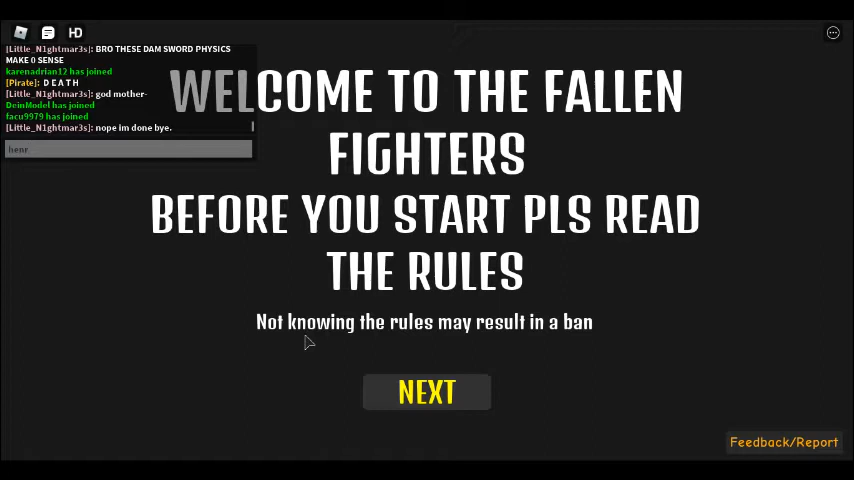 HD
[Little_N1ghtmar3s]: BRO THESE DAM SWORD PHYSICS
MAKE 0 SENSE
karenadrian12 has joined
[Pirate]: D E A T H
[Little_N1ghtmar3s]: god mother-
DeinModel has joined
facu9979 has joined
[Little_N1ghtmar3s]: nope im done bye.
henr
WELCOME TO THE FALLEN
FIGHTERS
BEFORE YOU START PLS READ
THE RULES
Not knowing the rules may result in a ban
NEXT
Feedback/Report